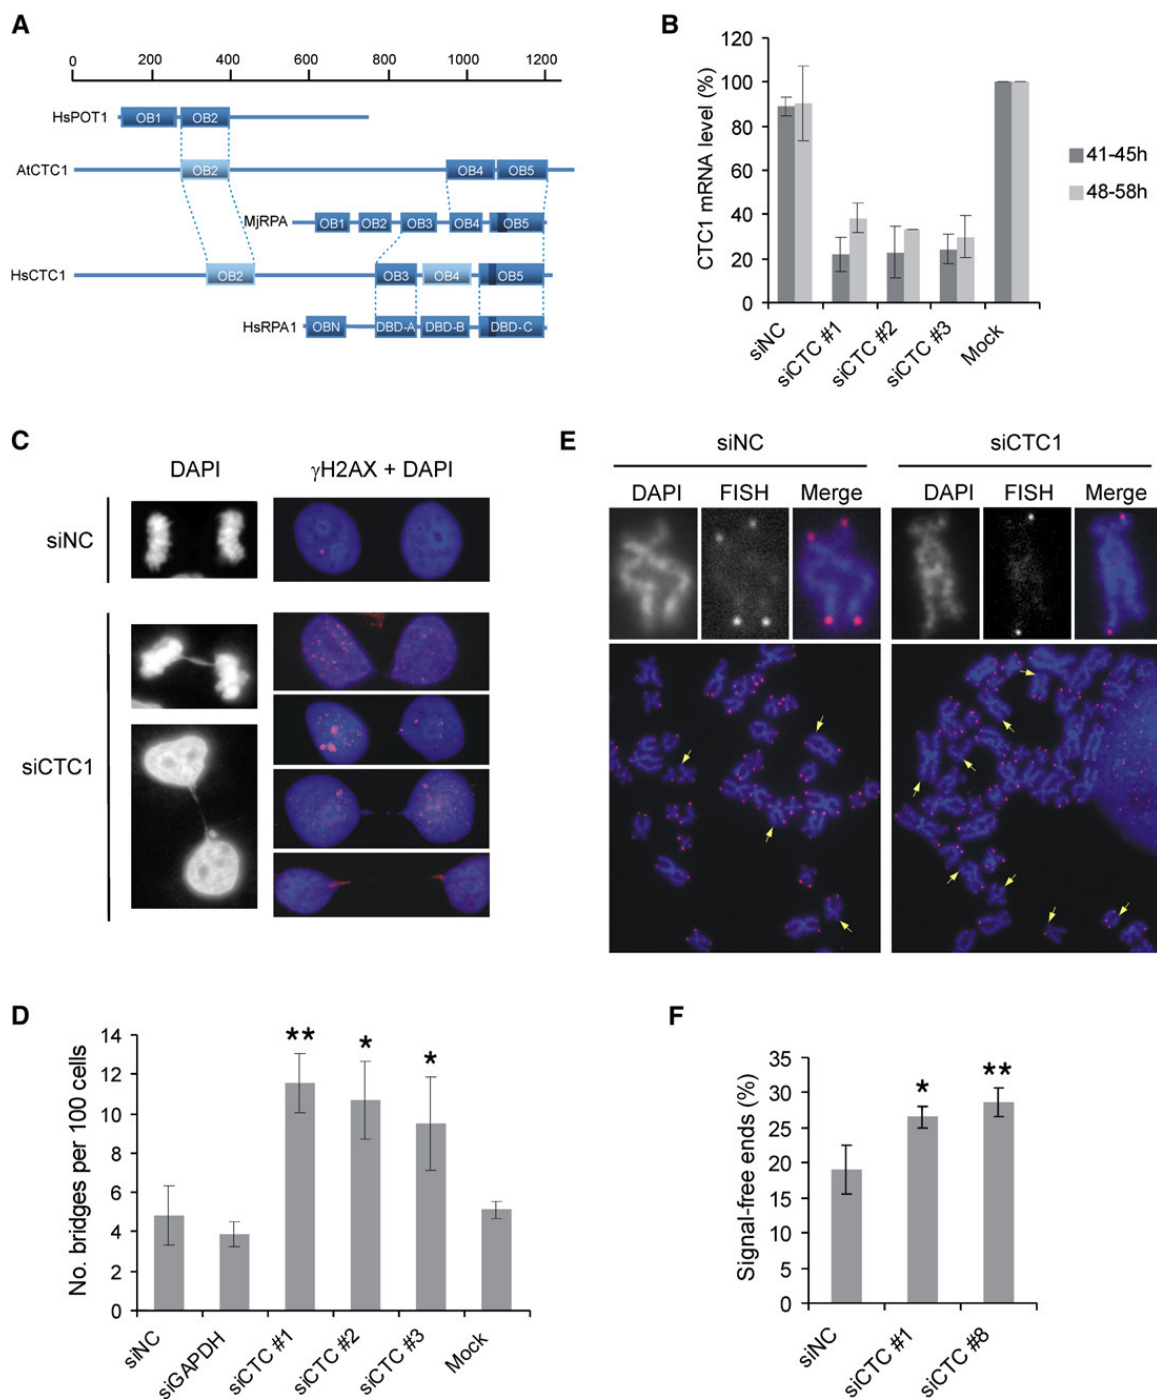 A
0 200 400 600 800 1000 1200
HsPOT1 OB1 OB2
AtCTC1 OB2 OB4 OB5
MjRPA OB1 OB2 OB3 OB4 OB5
HsCTC1 OB2 OB3 OB4 OB5
HsRPA1 OBN DBD-A DBD-B DBD-C
B
CTC1 mRNA level (%)
120
100
80
60
40
20
0
siNC siCTC #1 siCTC #2 siCTC #3 Mock
41-45h
48-58h
C
DAPI γH2AX + DAPI
siNC
siCTC1
E
siNC siCTC1
DAPI FISH Merge DAPI FISH Merge
D
No. bridges per 100 cells
14
12
10
8
6
4
2
0
** * *
siNC siGAPDH siCTC #1 siCTC #2 siCTC #3 Mock
F
Signal-free ends (%)
35
30
25
20
15
10
5
0
* **
siNC siCTC #1 siCTC #8